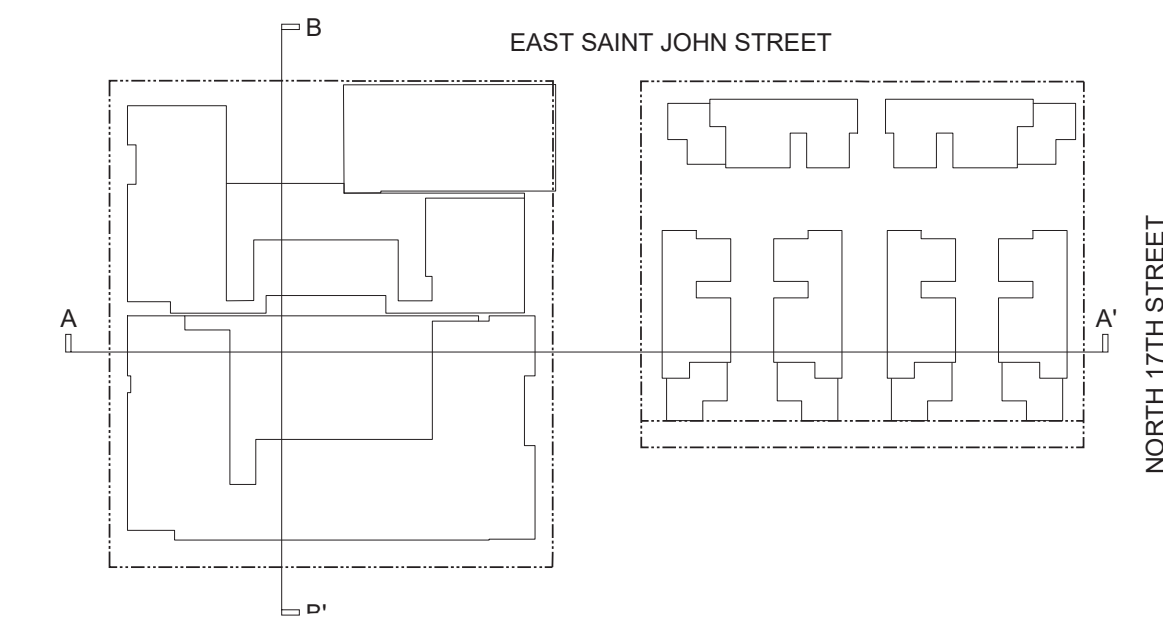 B
EAST SAINT JOHN STREET
A
A'
NORTH 17TH STREET
B'